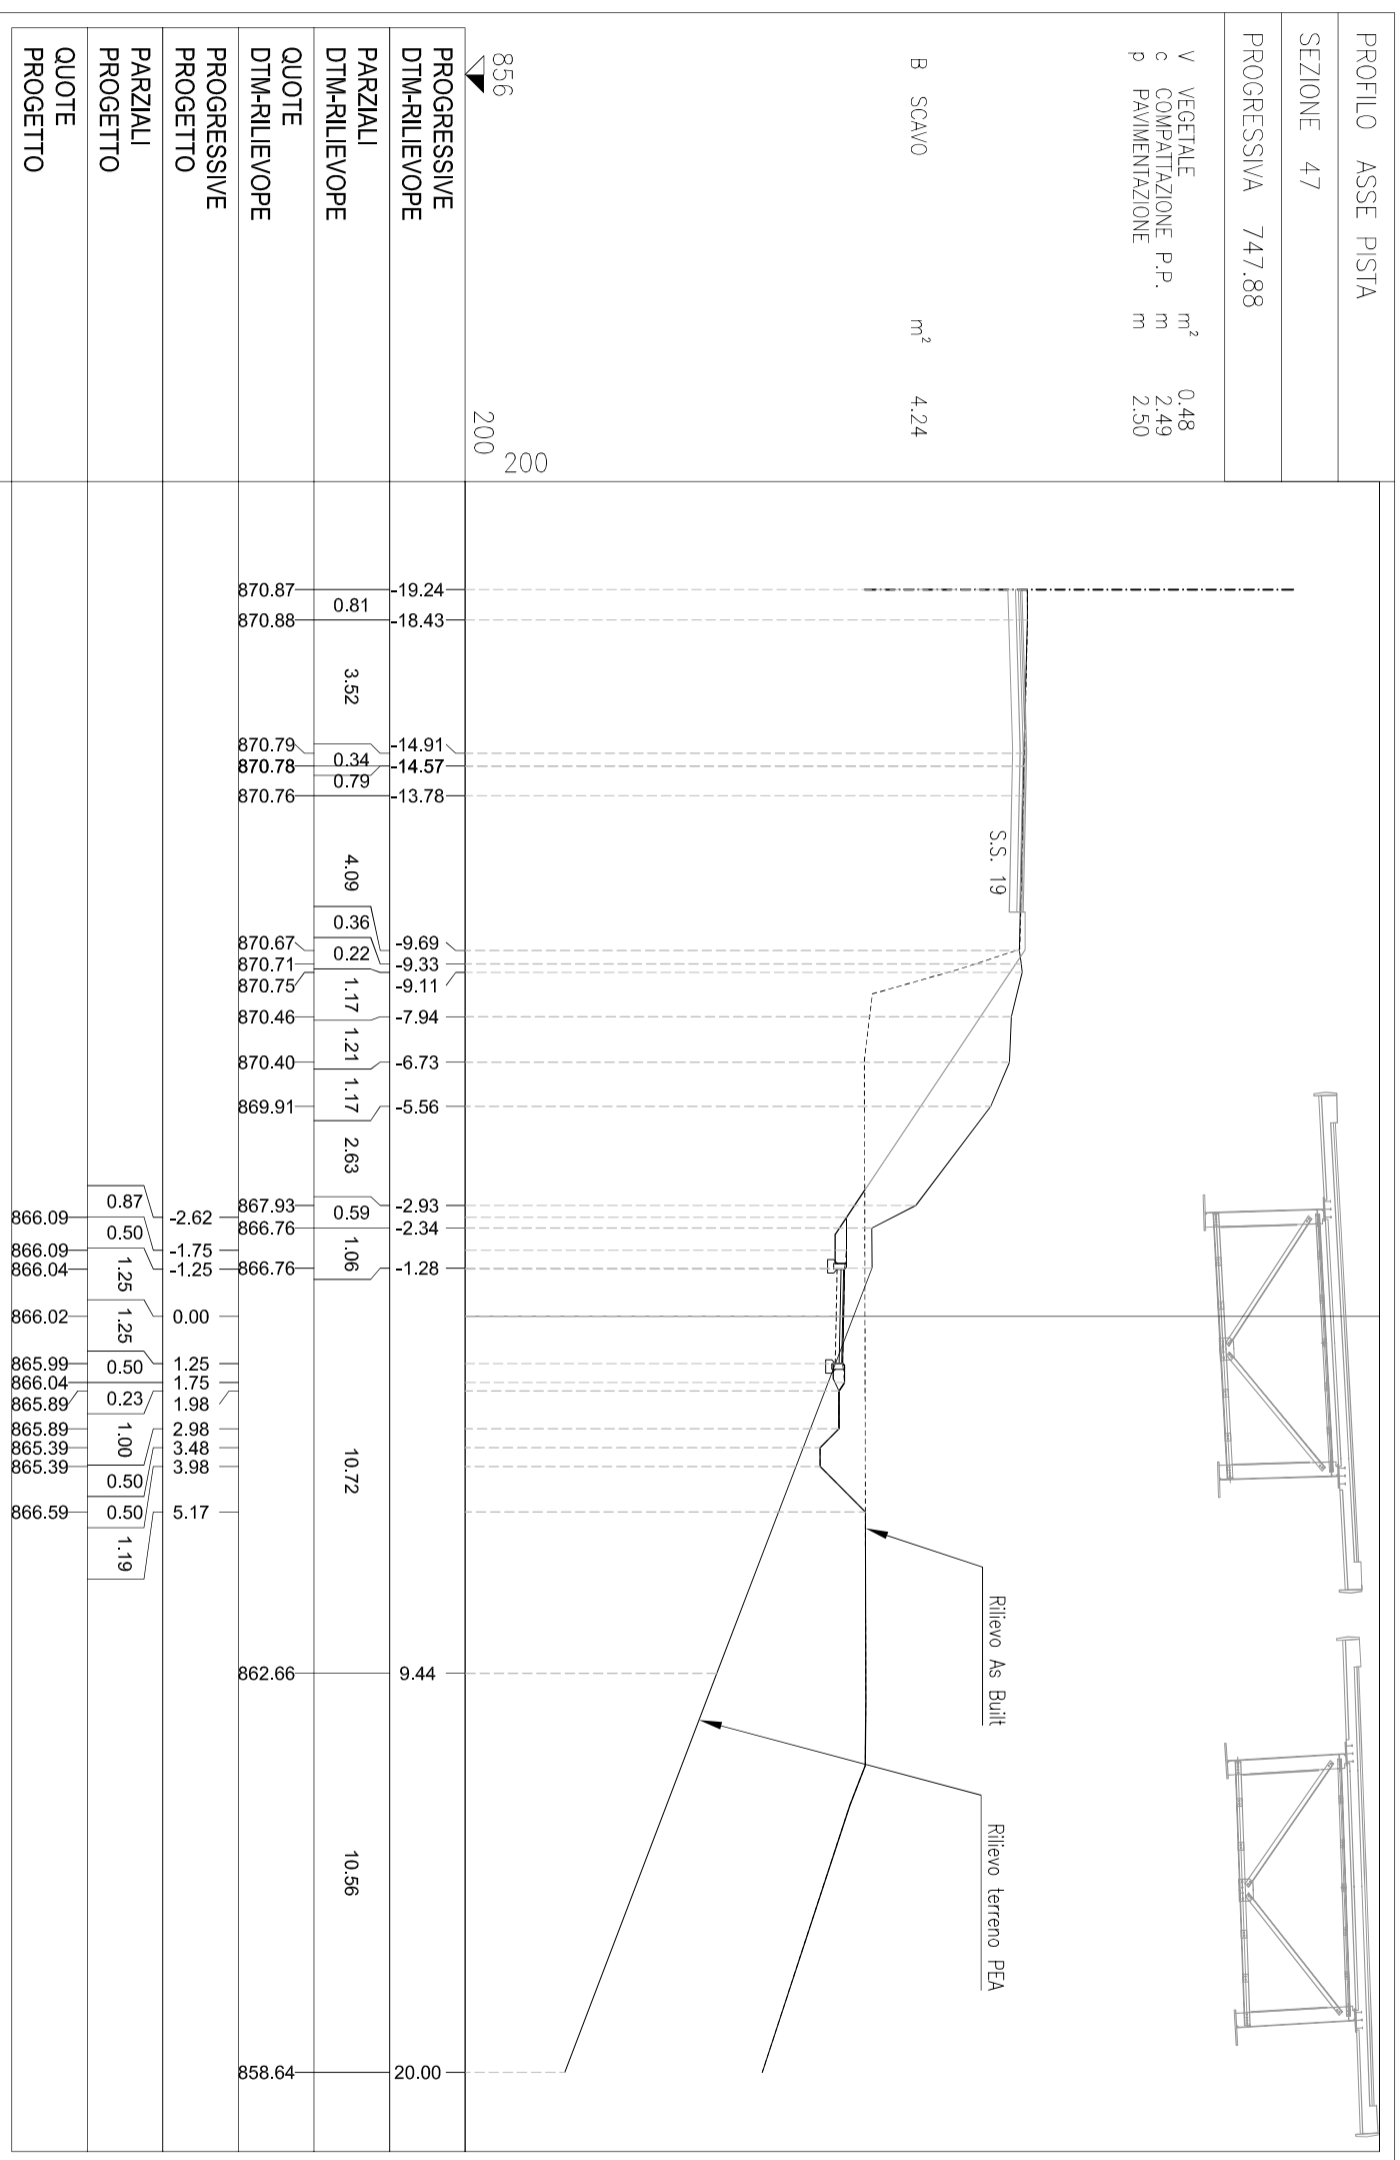 PROFILO ASSE PISTA
SEZIONE 47
PROGRESSIVA 747.88
V VEGETALE m² 0.48
c COMPATTAZIONE P.P. m 2.49
p PAVIMENTAZIONE m 2.50
B SCAVO m² 4.24
S.S. 19
Rilievo As Built
Rilievo terreno PEA
856
200
200
PROGRESSIVE
DTM-RILIEVOPE
-19.24 -18.43 -14.91 -14.57 -13.78 -9.69 -9.33 -9.11 -7.94 -6.73 -5.56 -2.93 -2.34 -1.28 9.44 20.00
PARZIALI
DTM-RILIEVOPE
0.81 3.52 0.34 0.79 4.09 0.36 0.22 1.17 1.21 1.17 2.63 0.59 1.06 10.72 10.56
QUOTE
DTM-RILIEVOPE
870.87 870.88 870.79 870.78 870.76 870.67 870.71 870.75 870.46 870.40 869.91 867.93 866.76 866.76 862.66 858.64
PROGRESSIVE
PROGETTO
-2.62 -1.75 -1.25 0.00 1.25 1.75 1.98 2.98 3.48 3.98 5.17
PARZIALI
PROGETTO
0.87 0.50 1.25 1.25 0.50 0.23 1.00 0.50 0.50 1.19
QUOTE
PROGETTO
866.09 866.09 866.04 866.02 865.99 866.04 865.89 865.89 865.39 865.39 866.59